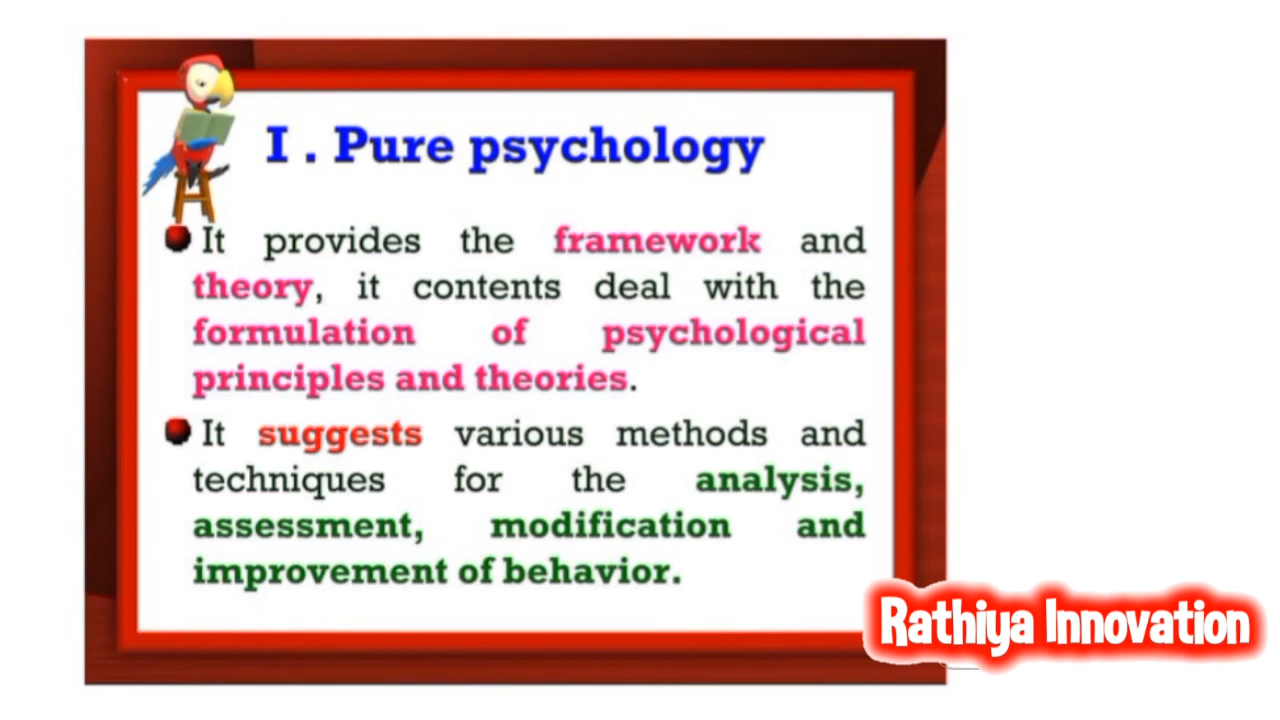 I . Pure psychology
It provides the framework and
theory, it contents deal with the
formulation of psychological
principles and theories.
It suggests various methods and
techniques for the analysis,
assessment, modification and
improvement of behavior.
Rathiya Innovation